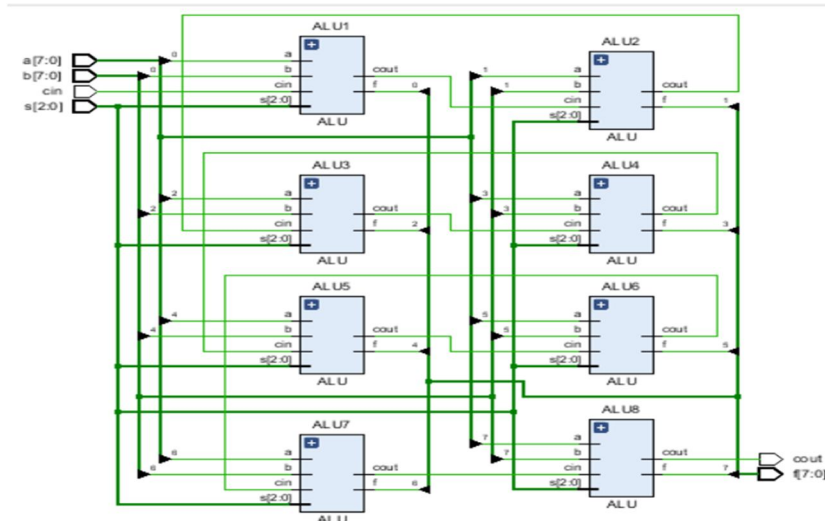 a[7:0]
b[7:0]
cin
s[2:0]
ALU1
0 a
0 b
cin
s[2:0]
cout
f 0
ALU
ALU2
1 a
1 b
cin
s[2:0]
cout
f 1
ALU
ALU3
2 a
2 b
cin
s[2:0]
cout
f 2
ALU
ALU4
3 a
3 b
cin
s[2:0]
cout
f 3
ALU
ALU5
4 a
4 b
cin
s[2:0]
cout
f 4
ALU
ALU6
5 a
5 b
cin
s[2:0]
cout
f 5
ALU
ALU7
6 a
6 b
cin
s[2:0]
cout
f 6
ALU
ALU8
7 a
7 b
cin
s[2:0]
cout
f 7
ALU
cout
f[7:0]